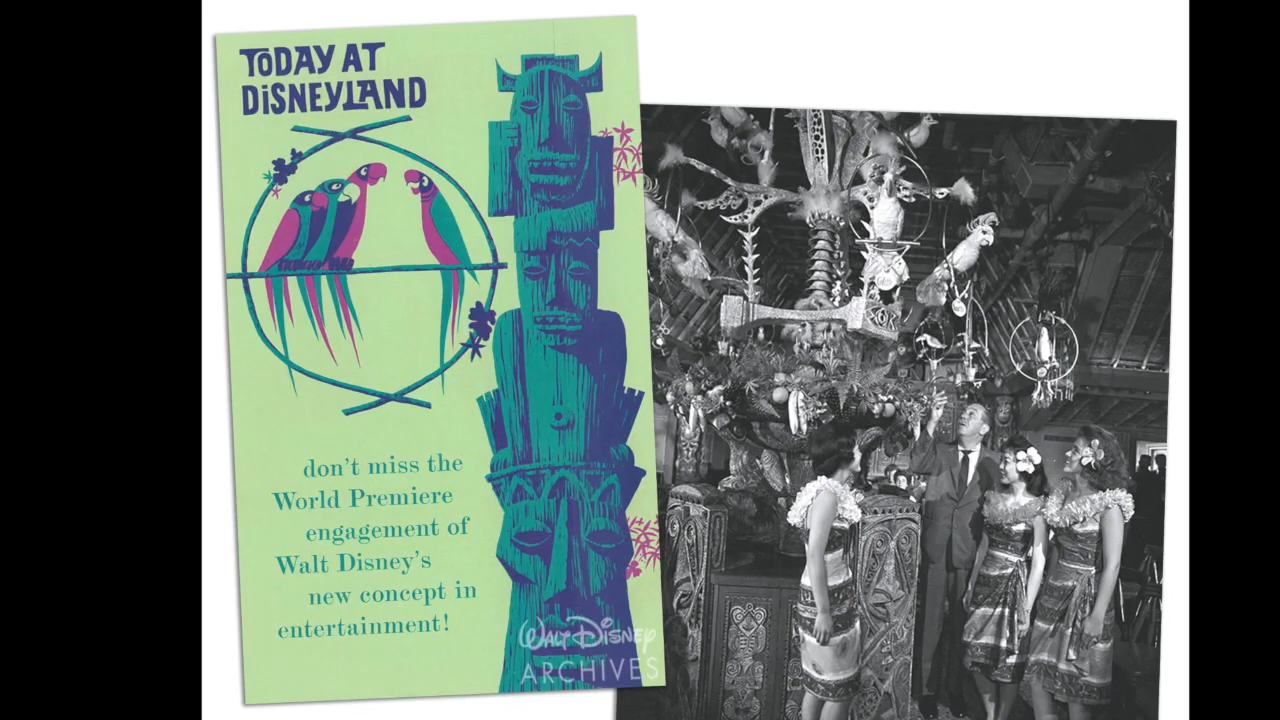 TODAY AT
DiSNEYLAND
don't miss the
World Premiere
engagement of
Walt Disney's
new concept in
entertainment!
WALT DISNEY
ARCHIVES